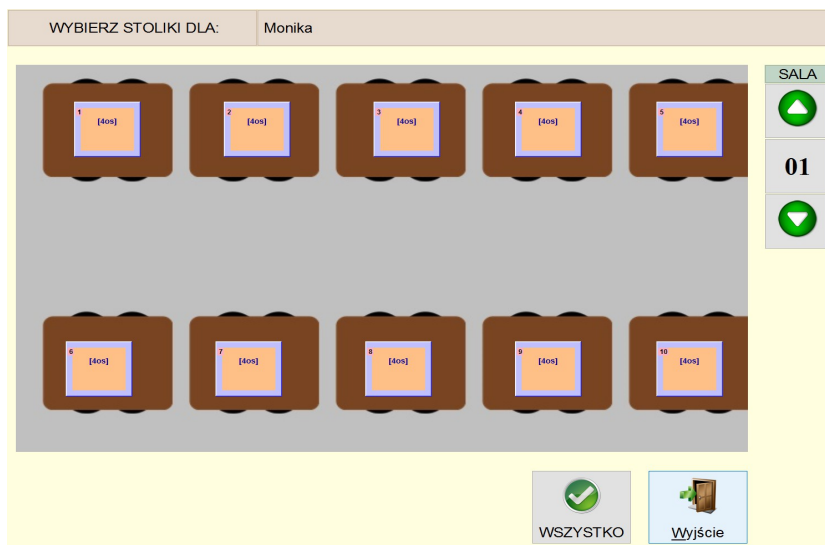 WYBIERZ STOLIKI DLA: Monika
SALA
1 [4os]
2 [4os]
3 [4os]
4 [4os]
5 [4os]
01
6 [4os]
7 [4os]
8 [4os]
9 [4os]
10 [4os]
WSZYSTKO
Wyjście